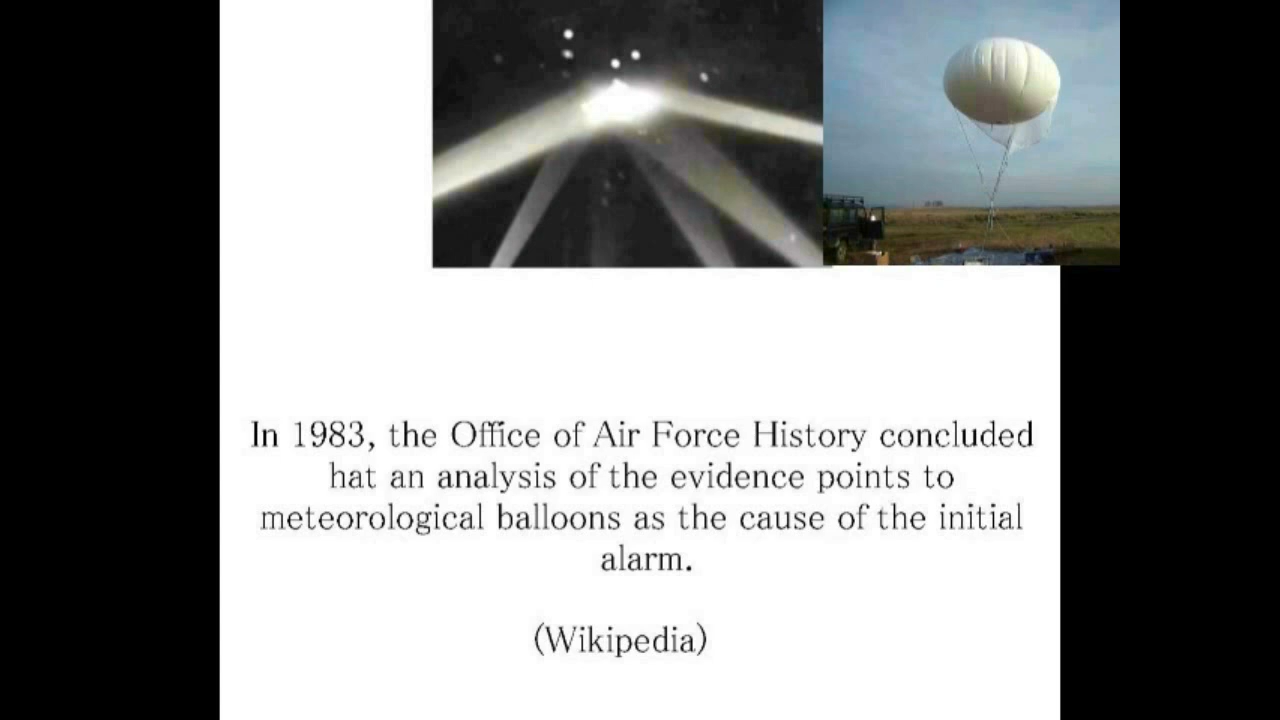 In 1983, the Office of Air Force History concluded
hat an analysis of the evidence points to
meteorological balloons as the cause of the initial
alarm.
(Wikipedia)